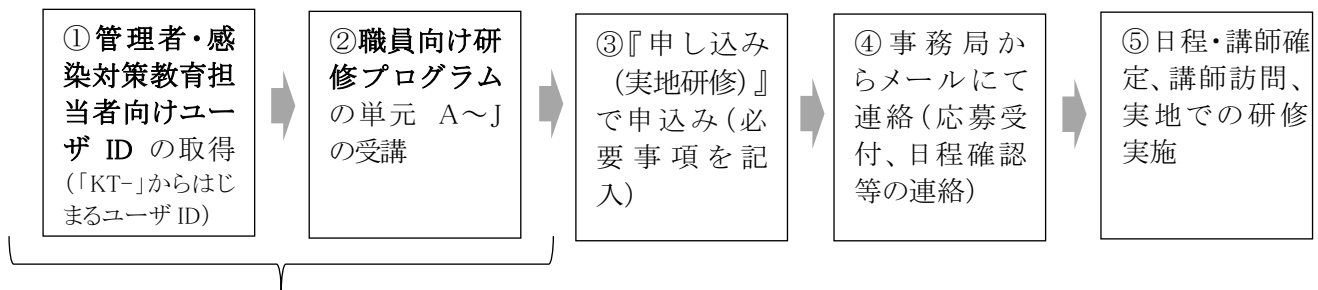 ①管理者・感
染対策教育担
当者向けユー
ザ ID の取得
(「KT-」からはじ
まるユーザ ID)
②職員向け研
修プログラム
の単元 A～J
の受講
③『申し込み
(実地研修)』
で申込み(必
要事項を記
入)
④事務局か
らメールにて
連絡(応募受
付、日程確認
等の連絡)
⑤日程・講師確
定、講師訪問、
実地での研修
実施